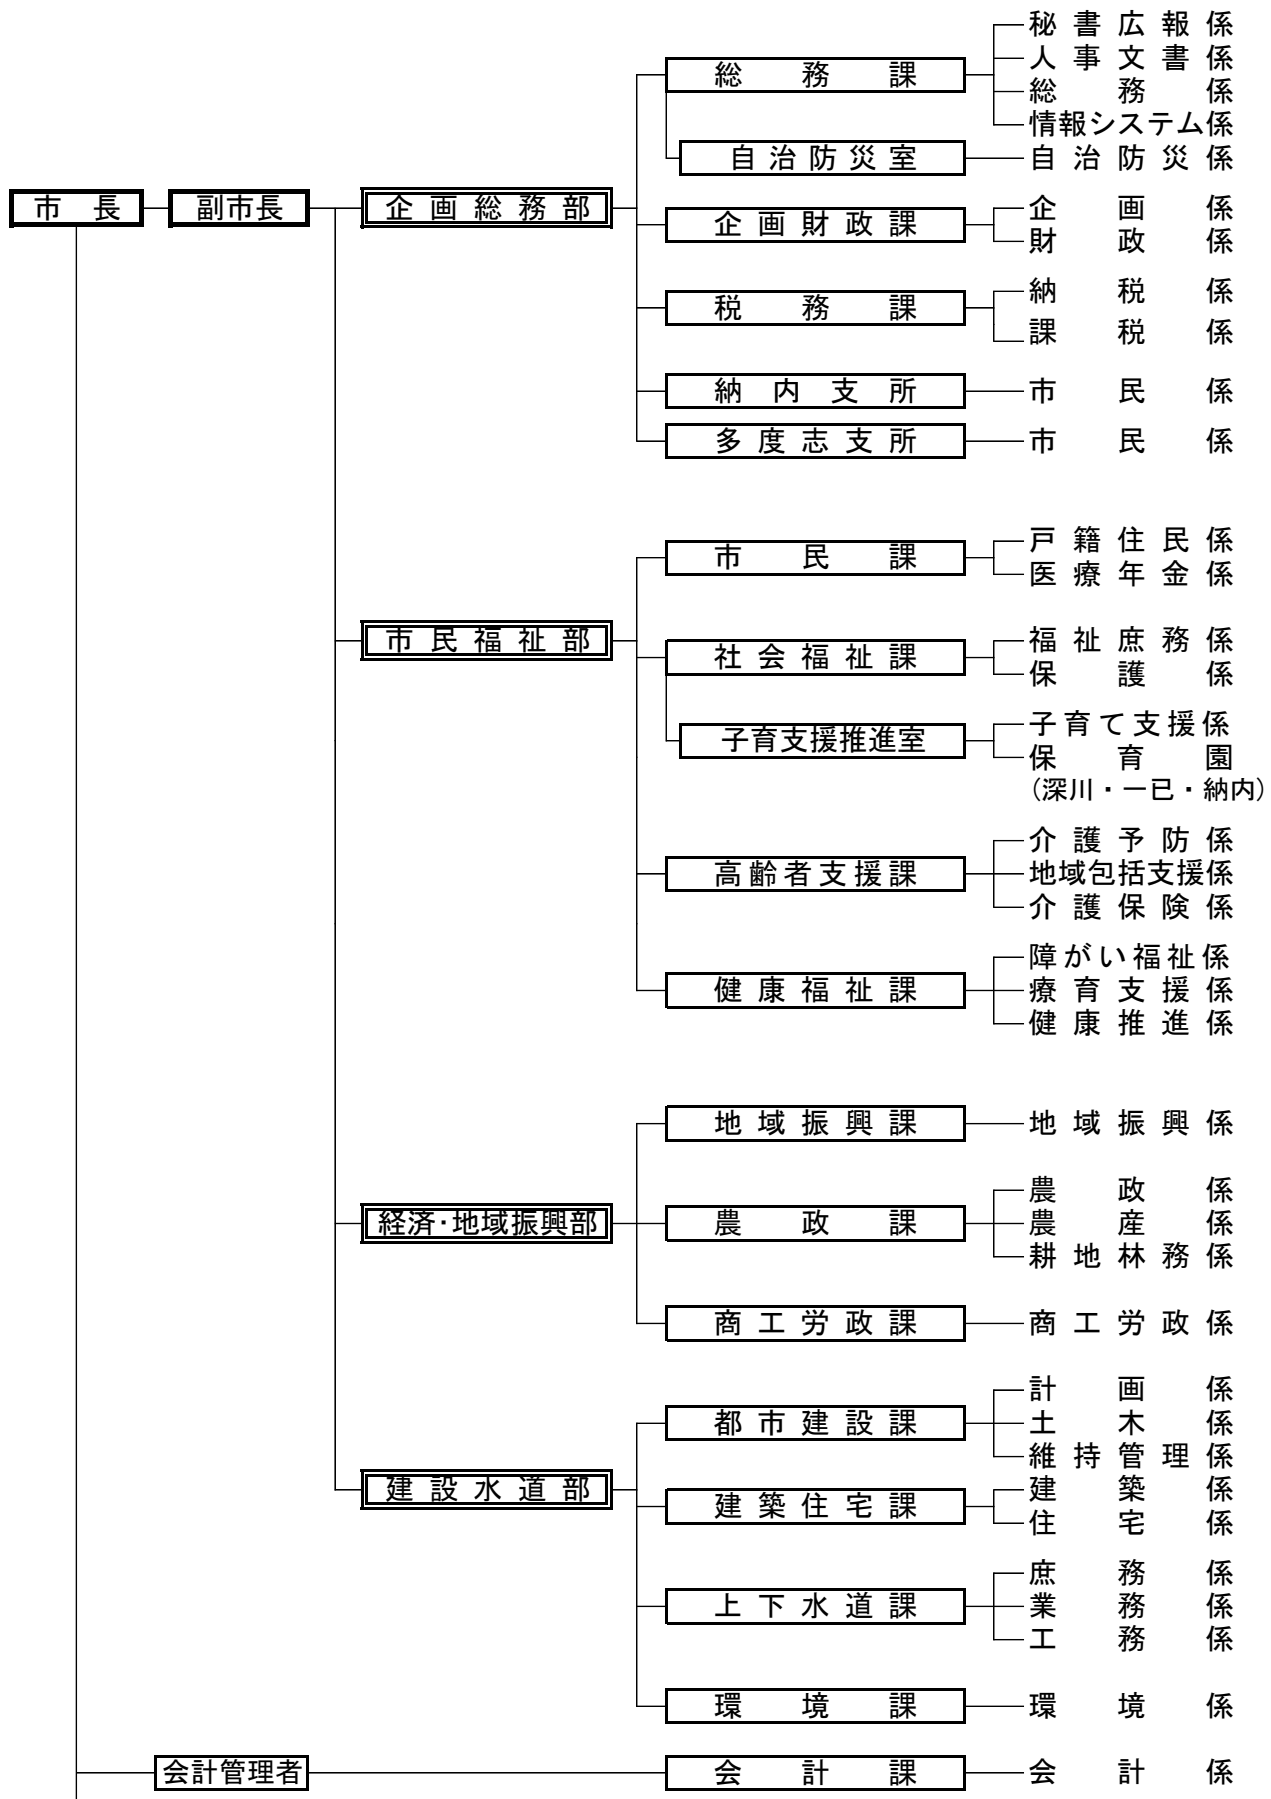 秘書広報係
人事文書係
総務課
総務係
情報システム係
自治防災室
自治防災係
市長
副市長
企画総務部
企画財政課
企画係
財政係
税務課
納税係
課税係
納内支所
市民係
多度志支所
市民係
市民課
戸籍住民係
医療年金係
市民福祉部
社会福祉課
福祉庶務係
保護係
子育支援推進室
子育て支援係
保育園
(深川・一已・納内)
高齢者支援課
介護予防係
地域包括支援係
介護保険係
健康福祉課
障がい福祉係
療育支援係
健康推進係
地域振興課
地域振興係
経済・地域振興部
農政課
農政係
農産係
耕地林務係
商工労政課
商工労政係
都市建設課
計画係
土木係
維持管理係
建設水道部
建築住宅課
建築係
住宅係
上下水道課
庶務係
業務係
工務係
環境課
環境係
会計管理者
会計課
会計係